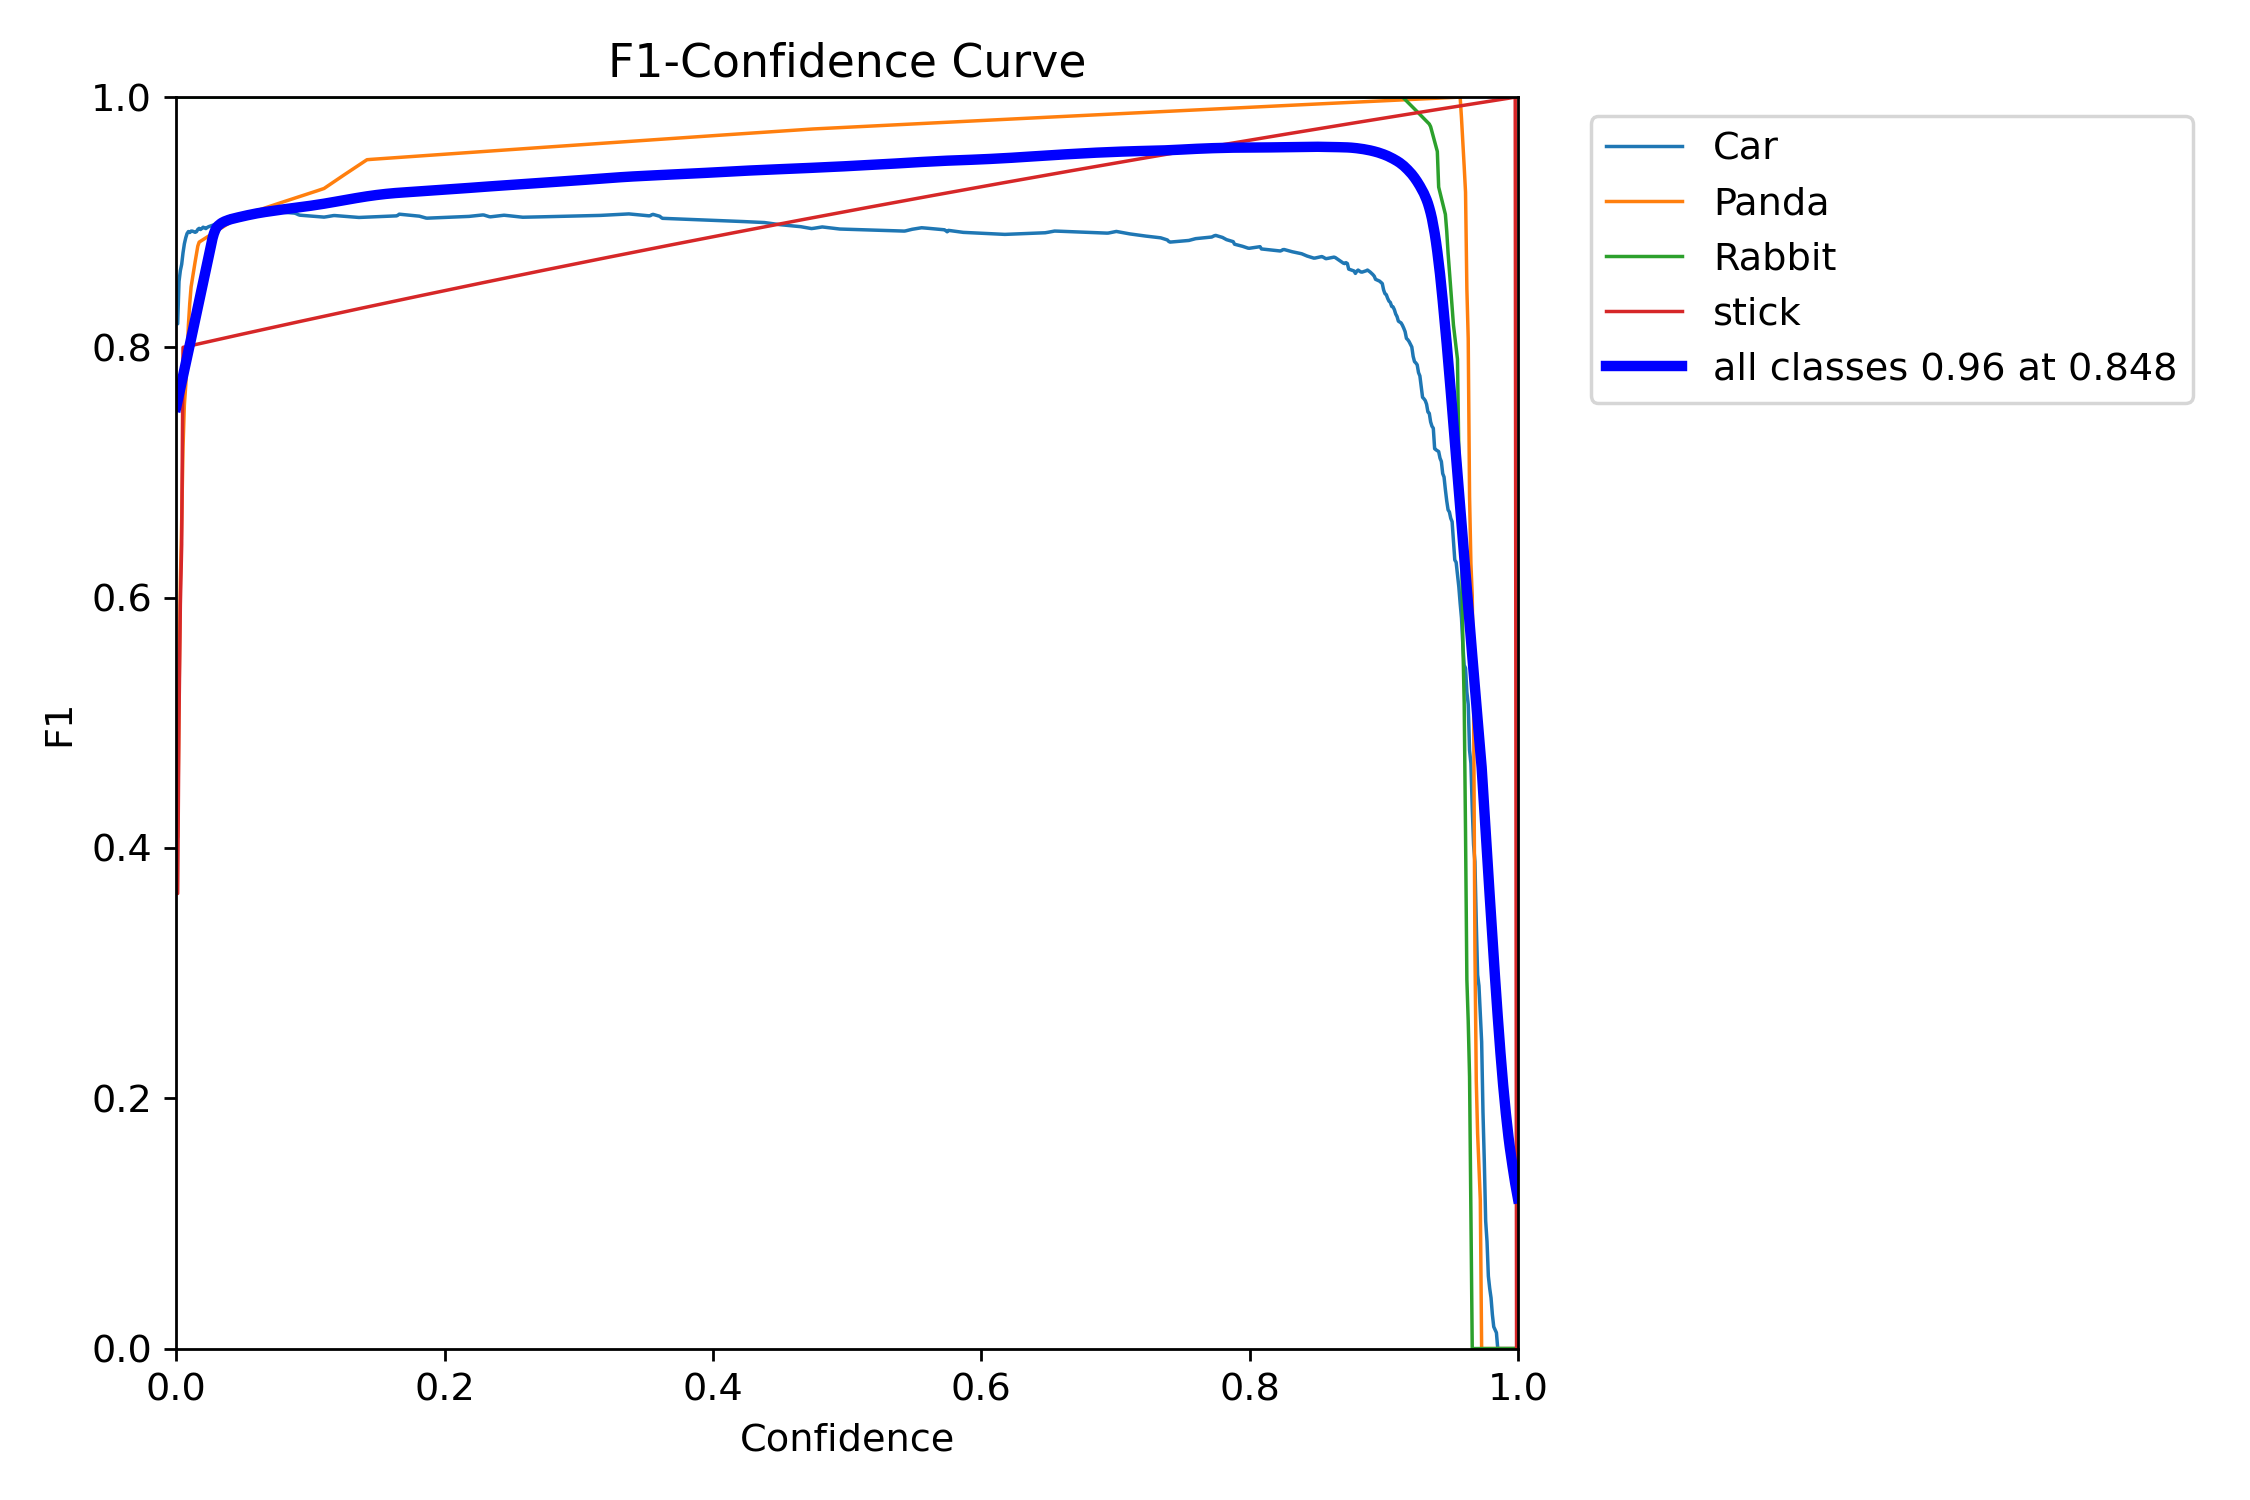 F1-Confidence Curve
1.0
0.8
0.6
0.4
0.2
0.0
F1
0.0 0.2 0.4 0.6 0.8 1.0
Confidence
Car
Panda
Rabbit
stick
all classes 0.96 at 0.848